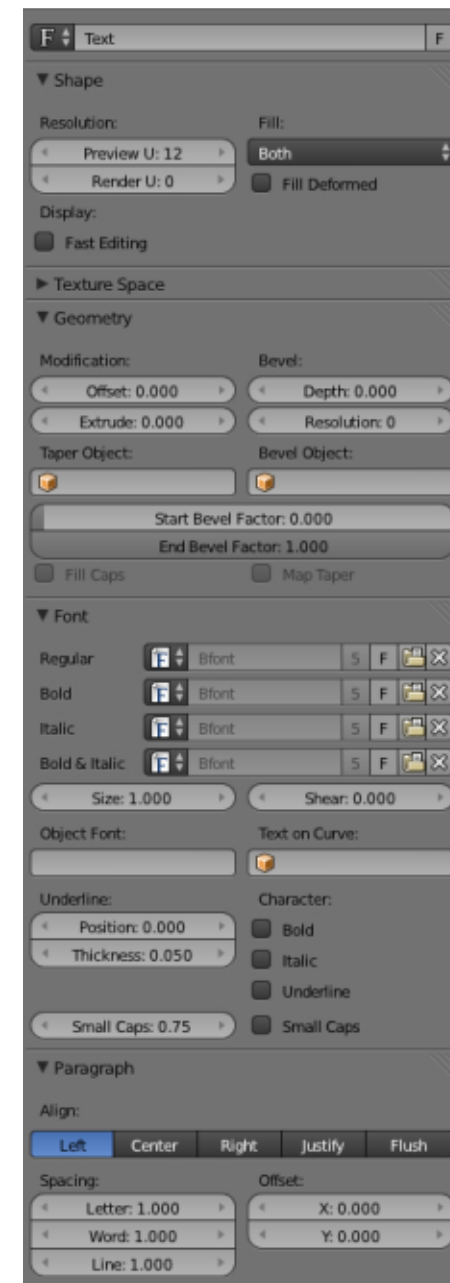 F Text F
Shape
Resolution: Fill:
Preview U: 12 Both
Render U: 0 Fill Deformed
Display:
Fast Editing
Texture Space
Geometry
Modification: Bevel:
Offset: 0.000 Depth: 0.000
Extrude: 0.000 Resolution: 0
Taper Object: Bevel Object:
Start Bevel Factor: 0.000
End Bevel Factor: 1.000
Fill Caps Map Taper
Font
Regular F Bfont 5 F
Bold F Bfont 5 F
Italic F Bfont 5 F
Bold & Italic F Bfont 5 F
Size: 1.000 Shear: 0.000
Object Font: Text on Curve:
Underline: Character:
Position: 0.000 Bold
Thickness: 0.050 Italic
Underline
Small Caps: 0.75 Small Caps
Paragraph
Align:
Left Center Right Justify Flush
Spacing: Offset:
Letter: 1.000 X: 0.000
Word: 1.000 Y: 0.000
Line: 1.000